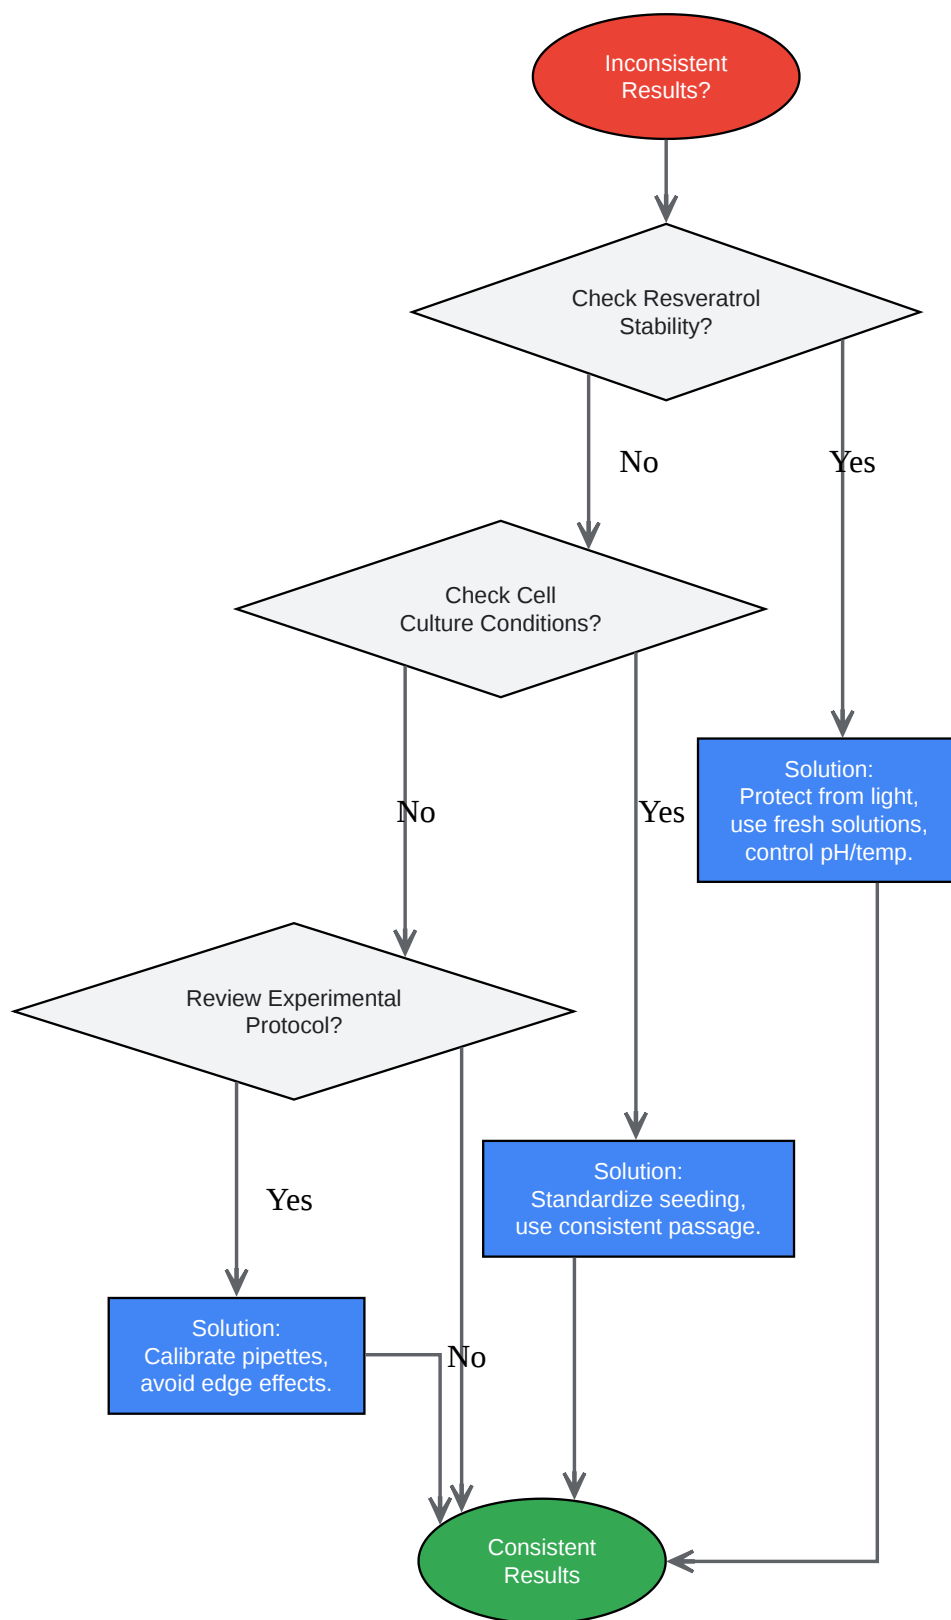 Inconsistent
Results?
Check Resveratrol
Stability?
No
Yes
Check Cell
Culture Conditions?
No
Yes
Solution:
Protect from light,
use fresh solutions,
control pH/temp.
Review Experimental
Protocol?
Yes
Solution:
Standardize seeding,
use consistent passage.
Solution:
Calibrate pipettes,
avoid edge effects.
No
Consistent
Results